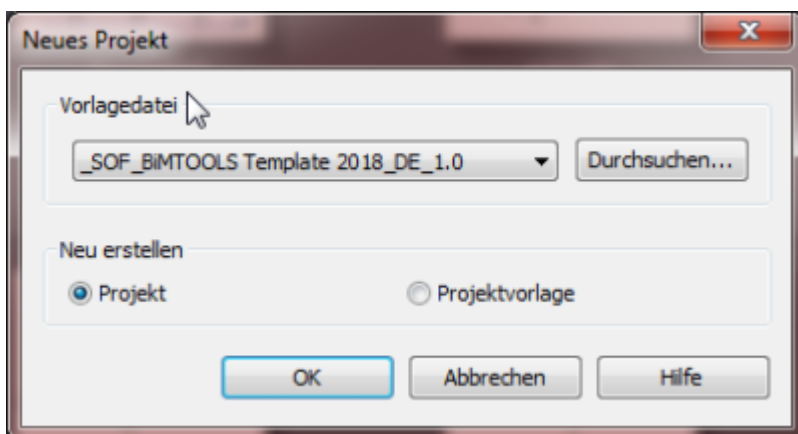 Neues Projekt
Vorlagedatei
_SOF_BiMTOOLS Template 2018_DE_1.0
Durchsuchen...
Neu erstellen
Projekt
Projektvorlage
OK
Abbrechen
Hilfe